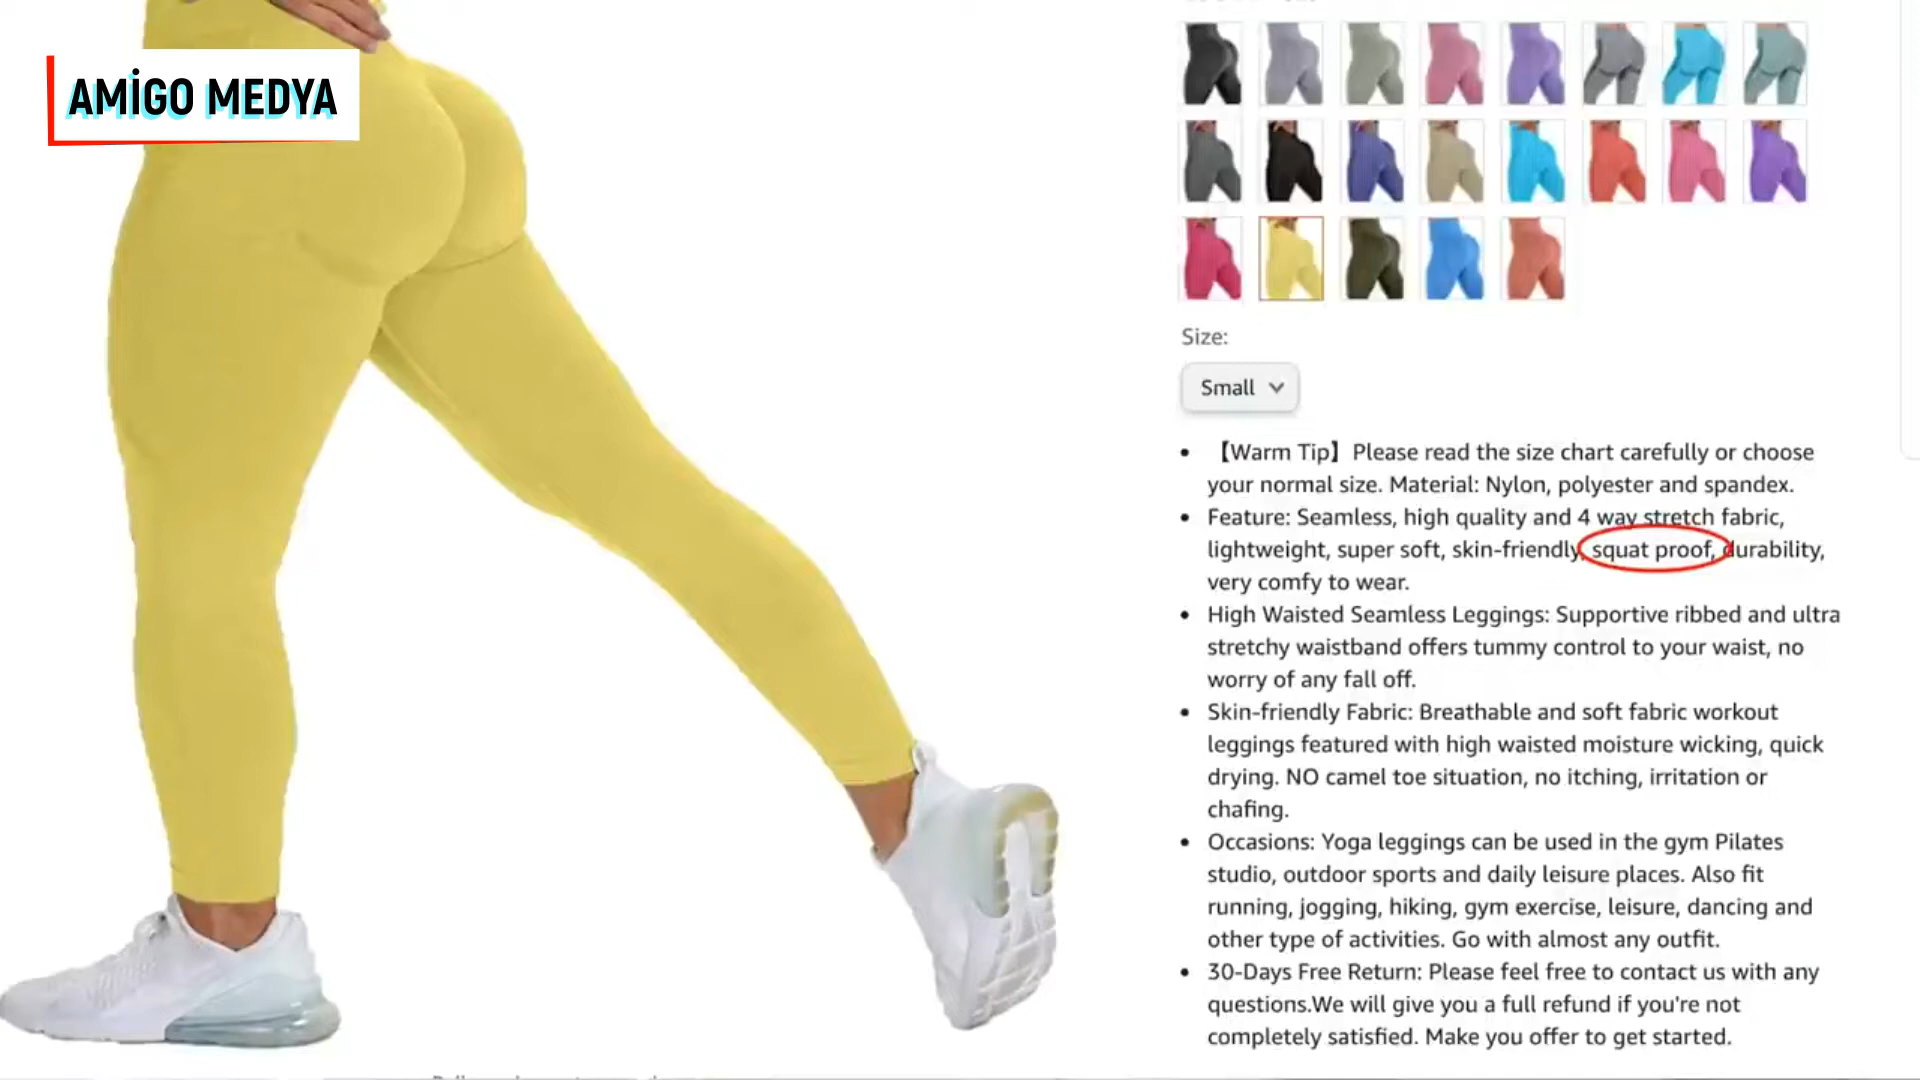 AMİGO MEDYA
Size:
Small
【Warm Tip】Please read the size chart carefully or choose
your normal size. Material: Nylon, polyester and spandex.
Feature: Seamless, high quality and 4 way stretch fabric,
lightweight, super soft, skin-friendly, squat proof, durability,
very comfy to wear.
High Waisted Seamless Leggings: Supportive ribbed and ultra
stretchy waistband offers tummy control to your waist, no
worry of any fall off.
Skin-friendly Fabric: Breathable and soft fabric workout
leggings featured with high waisted moisture wicking, quick
drying. NO camel toe situation, no itching, irritation or
chafing.
Occasions: Yoga leggings can be used in the gym Pilates
studio, outdoor sports and daily leisure places. Also fit
running, jogging, hiking, gym exercise, leisure, dancing and
other type of activities. Go with almost any outfit.
30-Days Free Return: Please feel free to contact us with any
questions.We will give you a full refund if you're not
completely satisfied. Make you offer to get started.